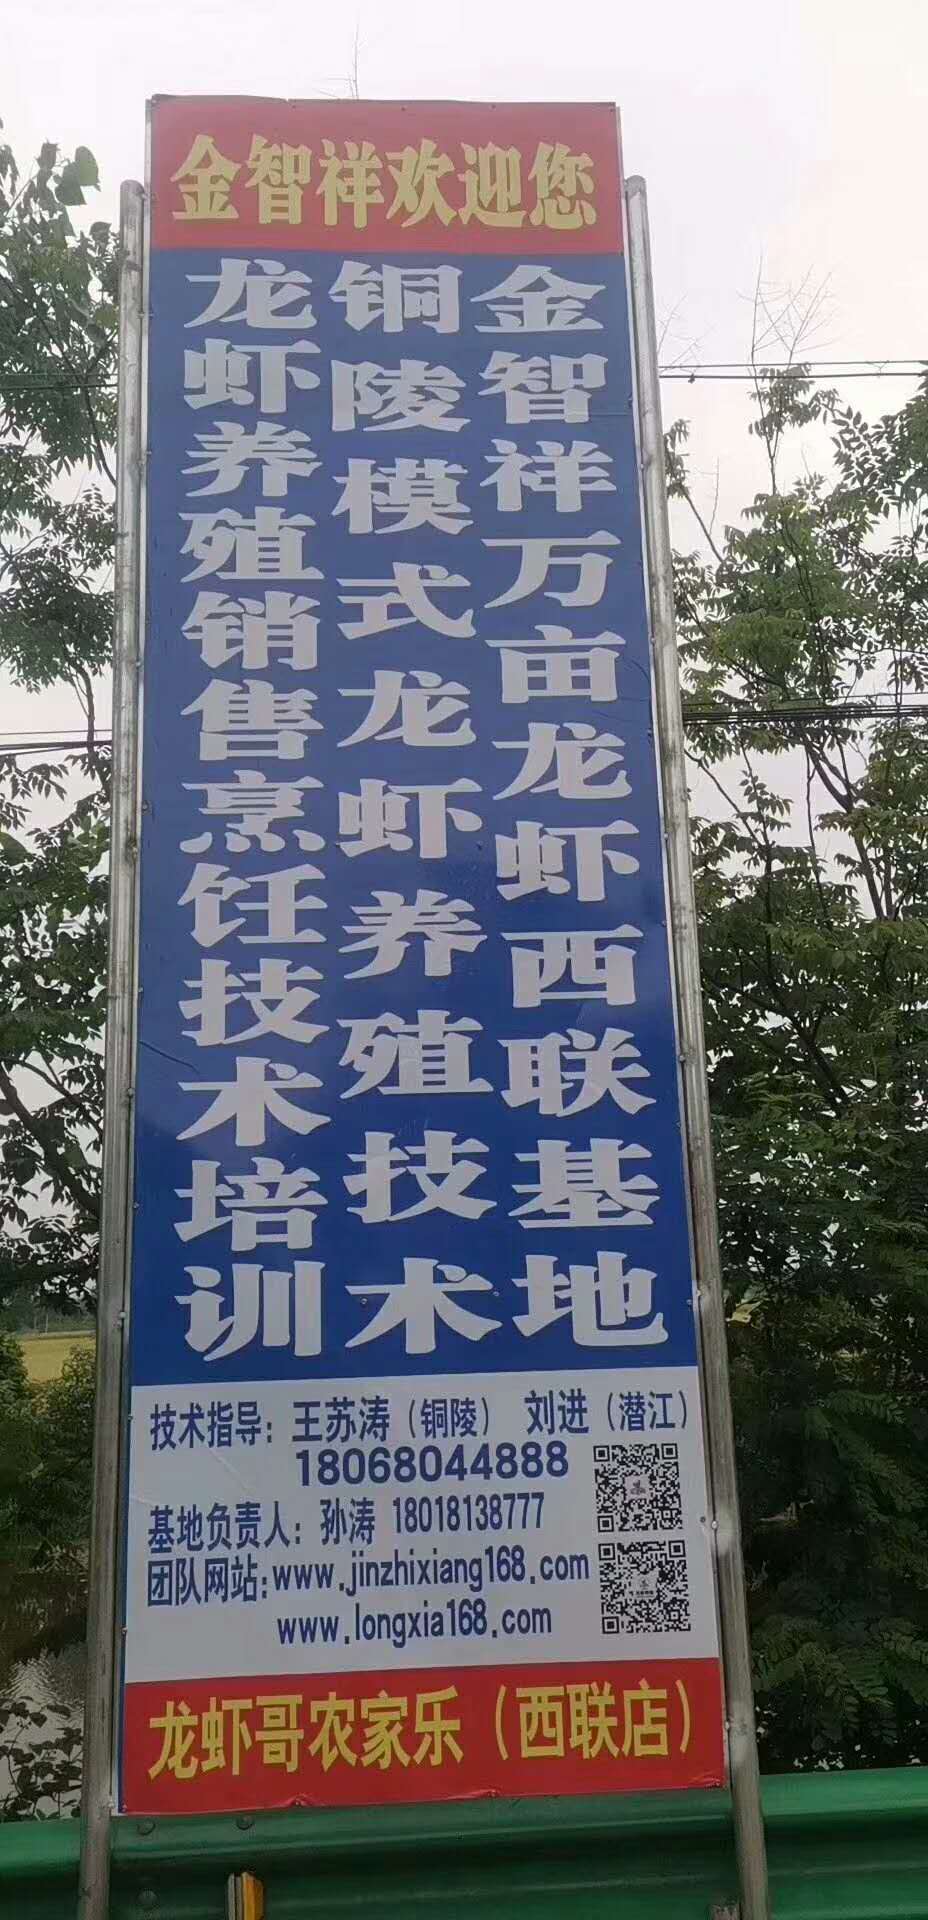 金智祥欢迎您
金智祥万亩龙虾西联基地
铜陵模式龙虾养殖技术
龙虾养殖销售烹饪技术培训
技术指导：王苏涛（铜陵） 刘进（潜江）
18068044888
基地负责人：孙涛 18018138777
团队网站：www.jinzhixiang168.com
www.longxia168.com
龙虾哥农家乐（西联店）